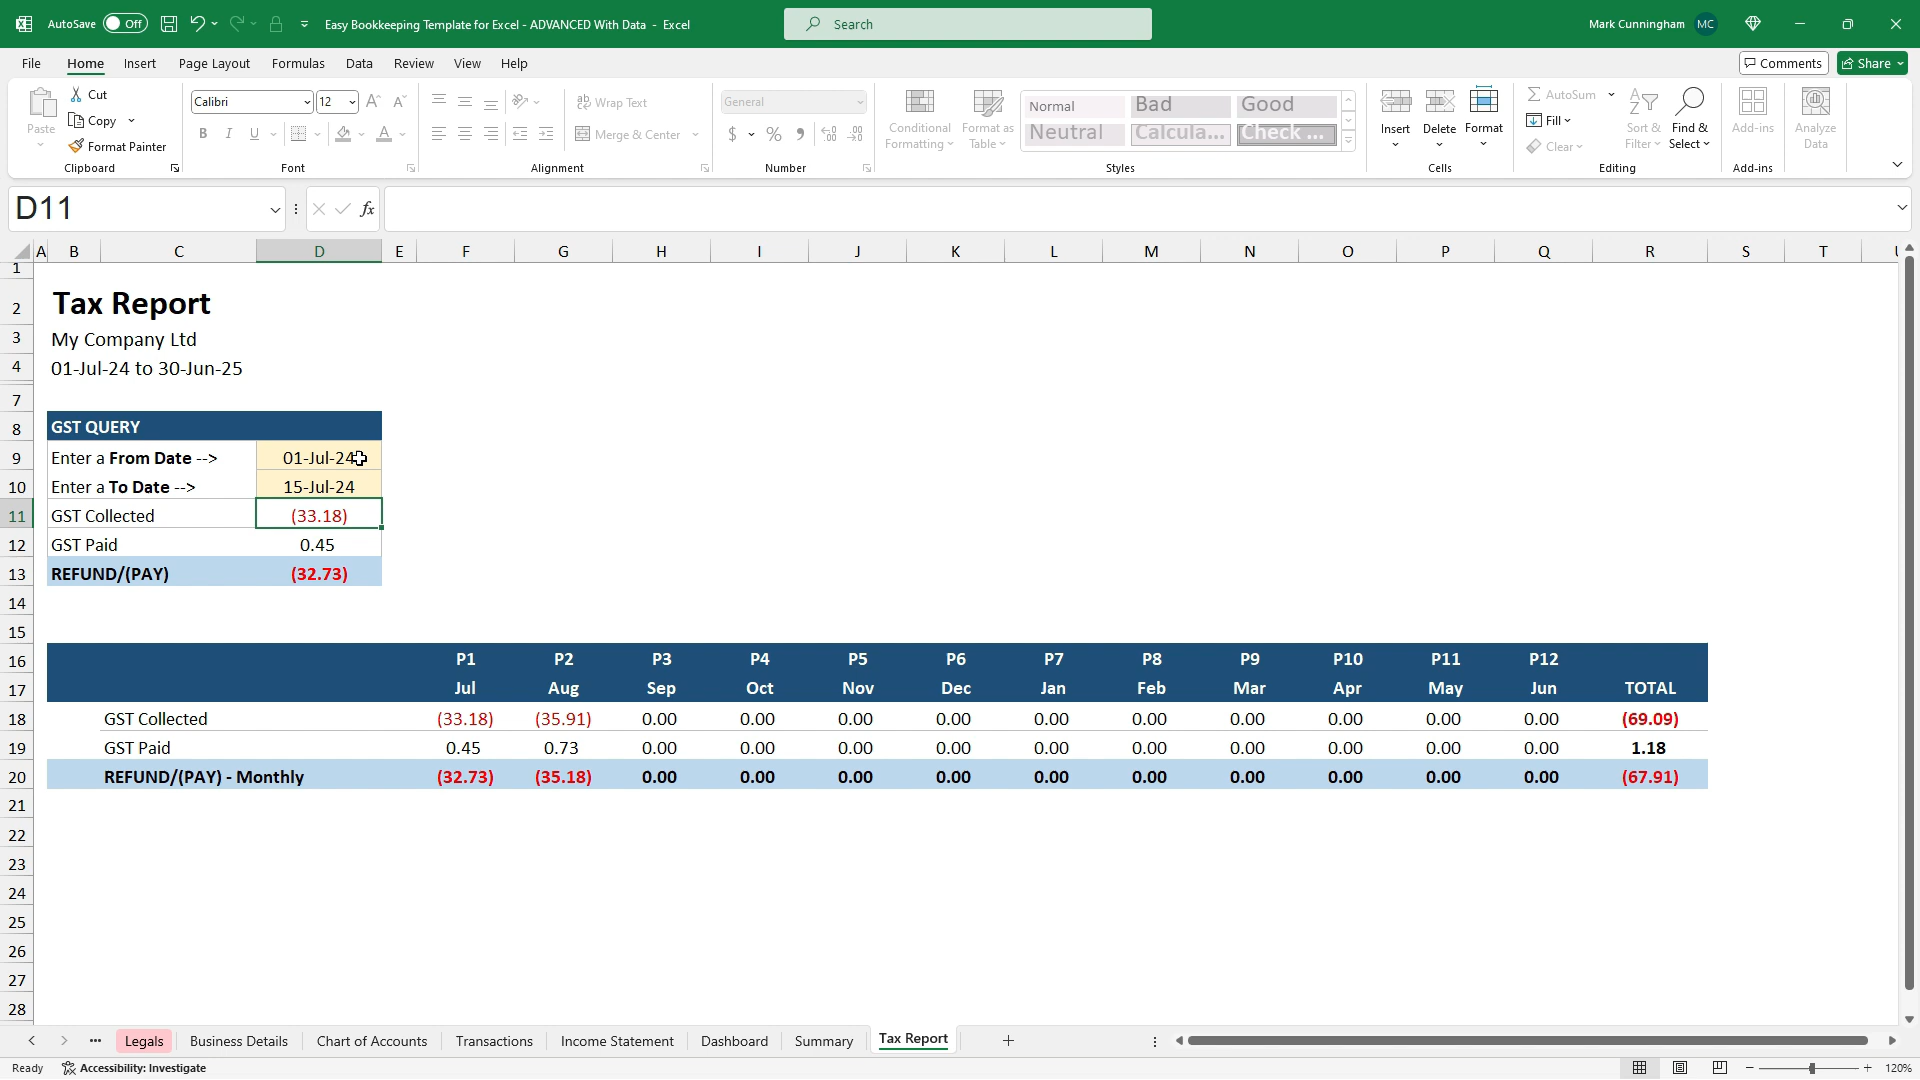 AutoSave Off Easy Bookkeeping Template for Excel - ADVANCED With Data - Excel Search Mark Cunningham MC
File Home Insert Page Layout Formulas Data Review View Help Comments Share
Paste
Cut
Copy
Format Painter
Clipboard
Calibri 12
B I U
Font
Wrap Text
Merge & Center
Alignment
General
$ % ,
Number
Conditional Formatting
Format as Table
Normal Bad Good
Neutral Calcula... Check ...
Styles
Insert Delete Format
Cells
AutoSum
Fill
Clear
Sort & Filter
Find & Select
Editing
Add-ins
Add-ins
Analyze Data
D11 fx
A B C D E F G H I J K L M N O P Q R S T
1
2 Tax Report
3 My Company Ltd
4 01-Jul-24 to 30-Jun-25
7
8 GST QUERY
9 Enter a From Date --> 01-Jul-24
10 Enter a To Date --> 15-Jul-24
11 GST Collected (33.18)
12 GST Paid 0.45
13 REFUND/(PAY) (32.73)
14
15
16 P1 P2 P3 P4 P5 P6 P7 P8 P9 P10 P11 P12
17 Jul Aug Sep Oct Nov Dec Jan Feb Mar Apr May Jun TOTAL
18 GST Collected (33.18) (35.91) 0.00 0.00 0.00 0.00 0.00 0.00 0.00 0.00 0.00 0.00 (69.09)
19 GST Paid 0.45 0.73 0.00 0.00 0.00 0.00 0.00 0.00 0.00 0.00 0.00 0.00 1.18
20 REFUND/(PAY) - Monthly (32.73) (35.18) 0.00 0.00 0.00 0.00 0.00 0.00 0.00 0.00 0.00 0.00 (67.91)
21
22
23
24
25
26
27
28
Legals Business Details Chart of Accounts Transactions Income Statement Dashboard Summary Tax Report
Ready Accessibility: Investigate 120%